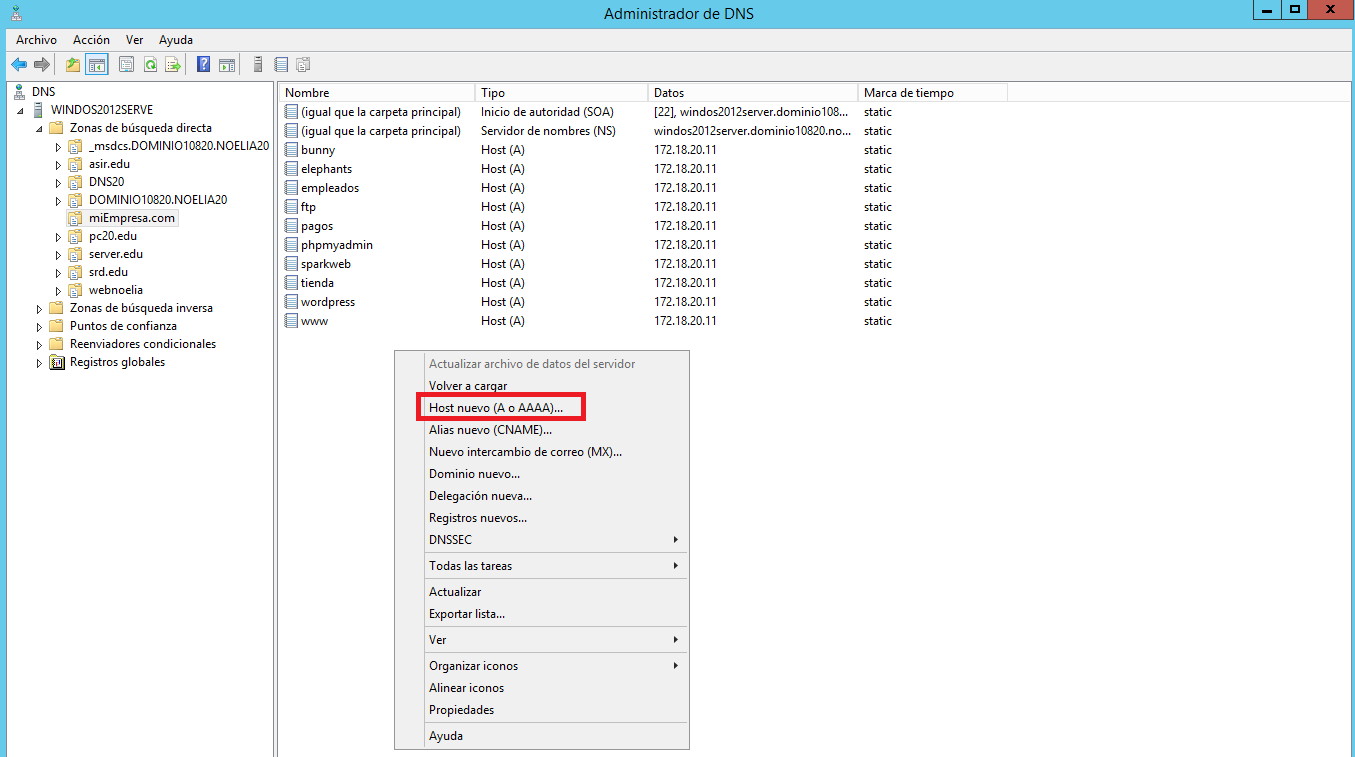 Administrador de DNS
Archivo Acción Ver Ayuda
DNS
WINDOS2012SERVE
Zonas de búsqueda directa
_msdcs.DOMINIO10820.NOELIA20
asir.edu
DNS20
DOMINIO10820.NOELIA20
miEmpresa.com
pc20.edu
server.edu
srd.edu
webnoelia
Zonas de búsqueda inversa
Puntos de confianza
Reenviadores condicionales
Registros globales
Nombre Tipo Datos Marca de tiempo
(igual que la carpeta principal) Inicio de autoridad (SOA) [22], windos2012server.dominio108... static
(igual que la carpeta principal) Servidor de nombres (NS) windos2012server.dominio10820.no... static
bunny Host (A) 172.18.20.11 static
elephants Host (A) 172.18.20.11 static
empleados Host (A) 172.18.20.11 static
ftp Host (A) 172.18.20.11 static
pagos Host (A) 172.18.20.11 static
phpmyadmin Host (A) 172.18.20.11 static
sparkweb Host (A) 172.18.20.11 static
tienda Host (A) 172.18.20.11 static
wordpress Host (A) 172.18.20.11 static
www Host (A) 172.18.20.11 static
Actualizar archivo de datos del servidor
Volver a cargar
Host nuevo (A o AAAA)...
Alias nuevo (CNAME)...
Nuevo intercambio de correo (MX)...
Dominio nuevo...
Delegación nueva...
Registros nuevos...
DNSSEC
Todas las tareas
Actualizar
Exportar lista...
Ver
Organizar iconos
Alinear iconos
Propiedades
Ayuda